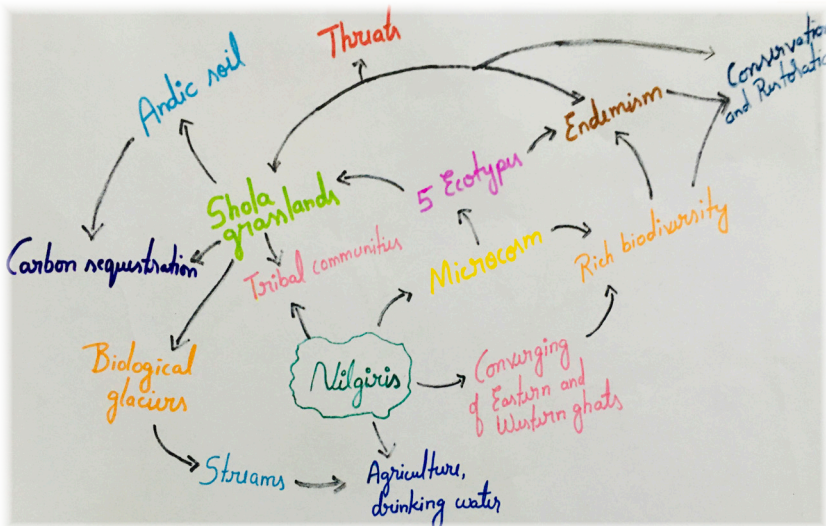 Threats
Andic soil
Conservation
and Restoration
Endemism
Shola
grasslands
5 Ecotypes
Carbon sequestration
Tribal communities
Microcosm
Rich biodiversity
Biological
glaciers
Nilgiris
Converging
of Eastern and
Western ghats
Streams
Agriculture,
drinking water